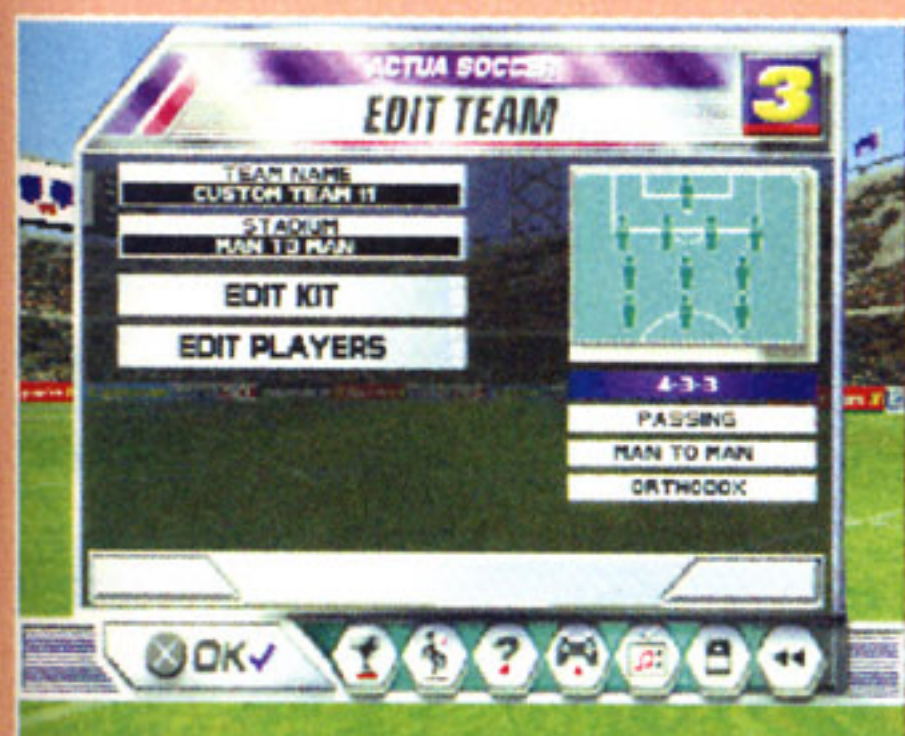 ACTUA SOCCER
3
EDIT TEAM
TEAM NAME
CUSTOM TEAM 11
STADIUM
MAN TO MAN
EDIT KIT
EDIT PLAYERS
4-3-3
PASSING
MAN TO MAN
ORTHODOX
OK
?